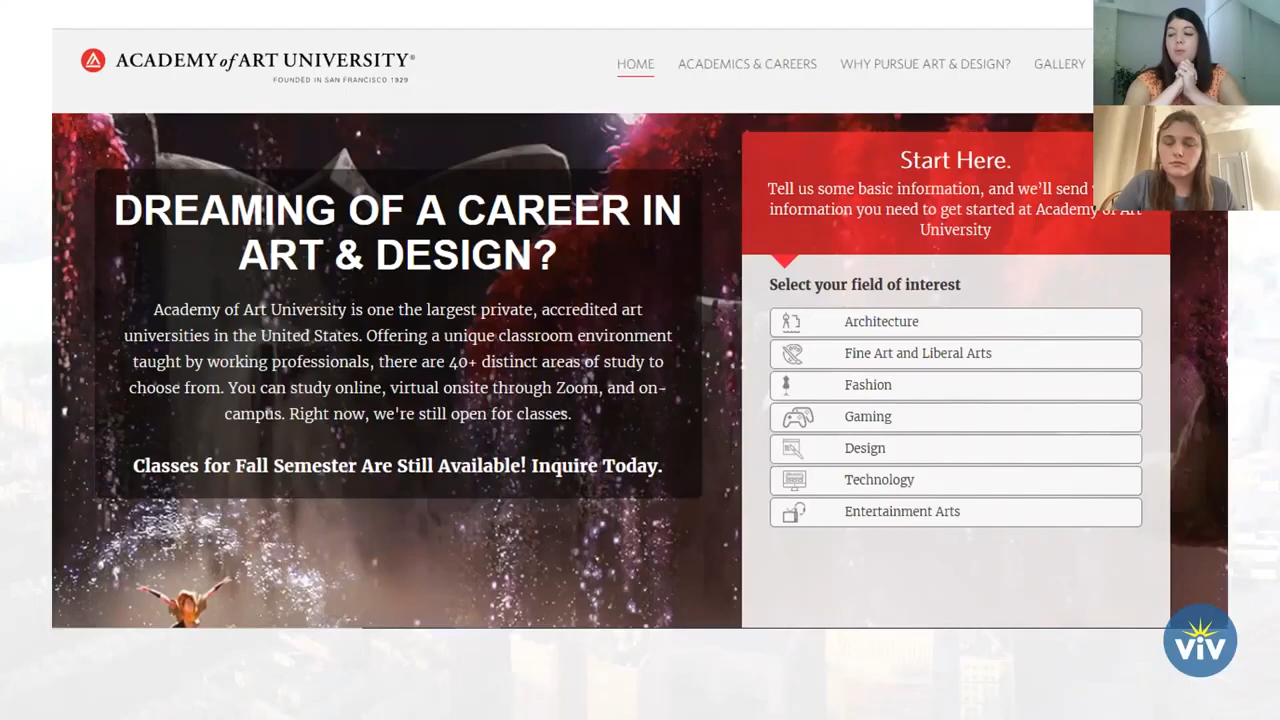 ACADEMY of ART UNIVERSITY®
FOUNDED IN SAN FRANCISCO 1929
HOME ACADEMICS & CAREERS WHY PURSUE ART & DESIGN? GALLERY
DREAMING OF A CAREER IN
ART & DESIGN?
Academy of Art University is one the largest private, accredited art
universities in the United States. Offering a unique classroom environment
taught by working professionals, there are 40+ distinct areas of study to
choose from. You can study online, virtual onsite through Zoom, and on-
campus. Right now, we're still open for classes.
Classes for Fall Semester Are Still Available! Inquire Today.
Start Here.
Tell us some basic information, and we’ll send
information you need to get started at Academy of Art
University
Select your field of interest
Architecture
Fine Art and Liberal Arts
Fashion
Gaming
Design
Technology
Entertainment Arts
viv